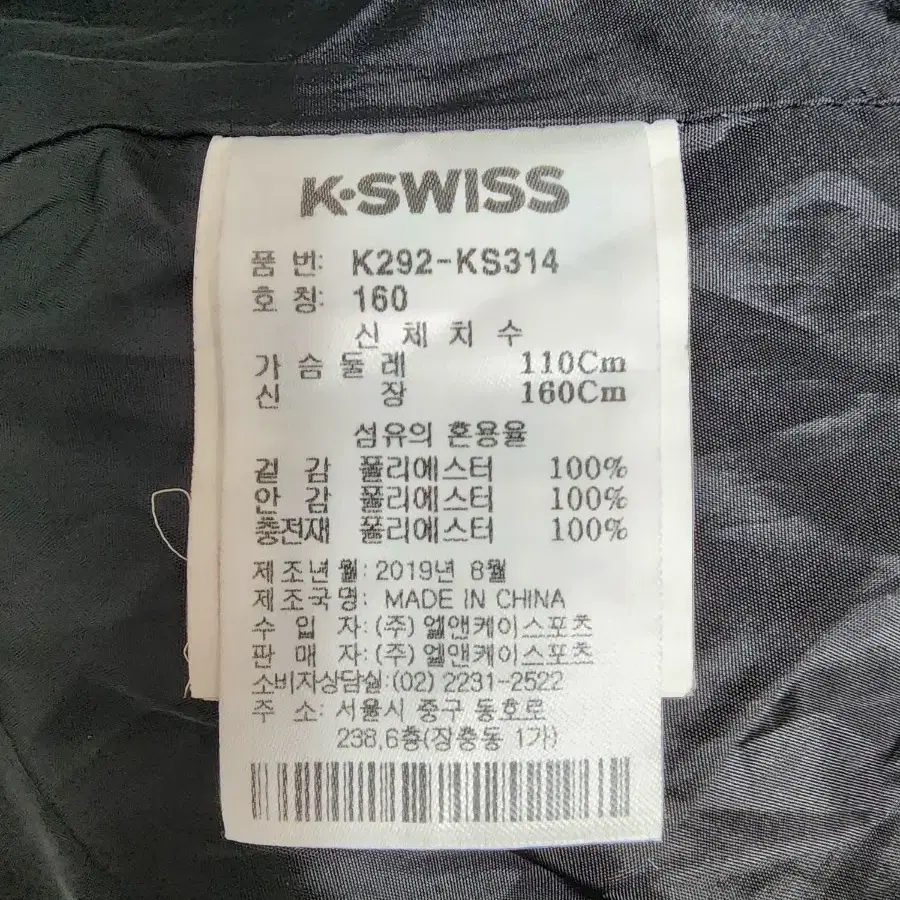 K·SWISS
품 번: K292-KS314
호 칭: 160
신 체 치 수
가 슴 둘 레 110Cm
신 장 160Cm
섬유의 혼용율
겉 감 폴리에스터 100%
안 감 폴리에스터 100%
충전재 폴리에스터 100%
제 조 년 월: 2019년 8월
제 조 국 명: MADE IN CHINA
수 입 자: (주) 엘앤케이스포츠
판 매 자: (주) 엘앤케이스포츠
소비자상담실: (02) 2231-2522
주 소: 서울시 중구 동호로
238,6층(장충동 1가)